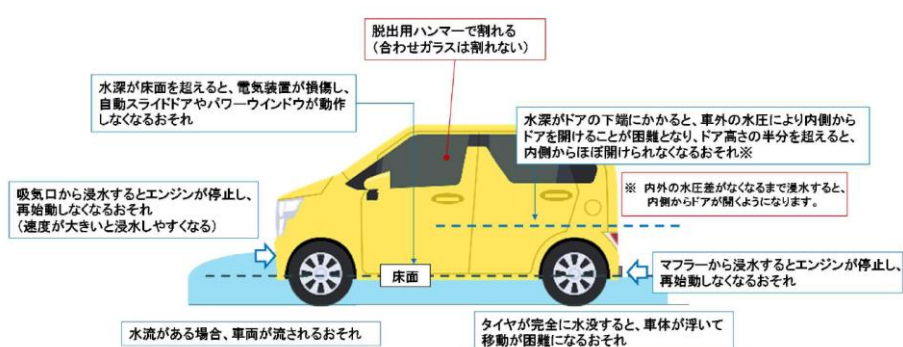 脱出用ハンマーで割れる
(合わせガラスは割れない)
水深が床面を超えると、電気装置が損傷し、
自動スライドドアやパワーウインドウが動作
しなくなるおそれ
水深がドアの下端にかかると、車外の水圧により内側から
ドアを開けることが困難となり、ドア高さの半分を超えると、
内側からほぼ開けられなくなるおそれ※
※ 内外の水圧差がなくなるまで浸水すると、
内側からドアが開くようになります。
吸気口から浸水するとエンジンが停止し、
再始動しなくなるおそれ
(速度が大きいと浸水しやすくなる)
床面
マフラーから浸水するとエンジンが停止し、
再始動しなくなるおそれ
水流がある場合、車両が流されるおそれ
タイヤが完全に水没すると、車体が浮いて
移動が困難になるおそれ